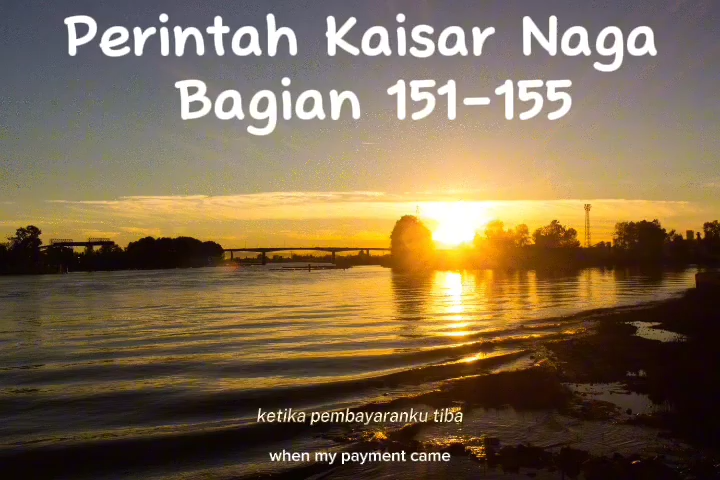 Perintah Kaisar Naga
Bagian 151-155
ketika pembayaranku tiba
when my payment came